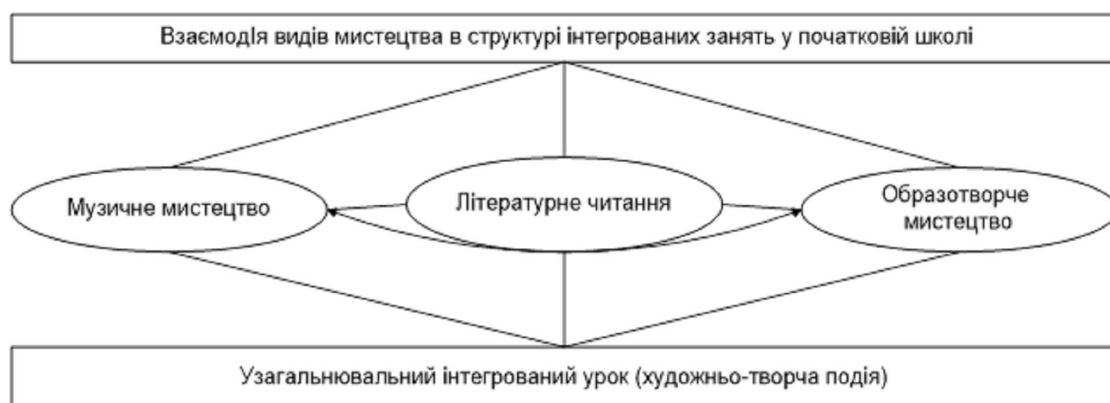 Взаємодія видів мистецтва в структурі інтегрованих занять у початковій школі
Музичне мистецтво
Літературне читання
Образотворче
мистецтво
Узагальнювальний інтегрований урок (художньо-творча подія)